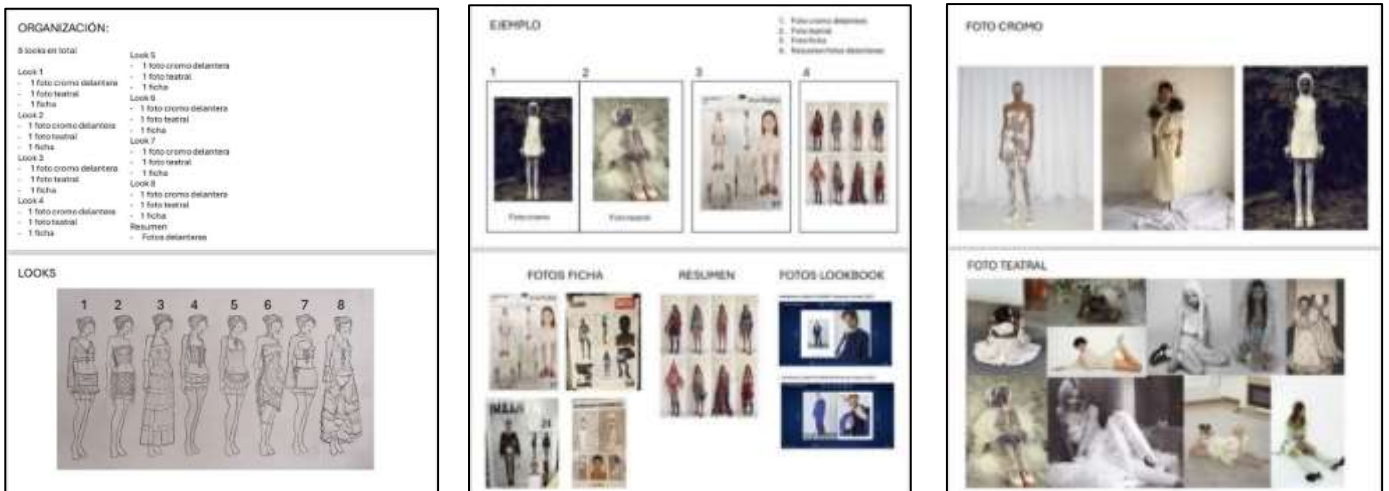 ORGANIZACIÓN:
8 looks en total
Look 1
- 1 foto cromo delantera
- 1 foto teatral
- 1 ficha
Look 2
- 1 foto cromo delantera
- 1 foto teatral
- 1 ficha
Look 3
- 1 foto cromo delantera
- 1 foto teatral
- 1 ficha
Look 4
- 1 foto cromo delantera
- 1 foto teatral
- 1 ficha
Look 5
- 1 foto cromo delantera
- 1 foto teatral
- 1 ficha
Look 6
- 1 foto cromo delantera
- 1 foto teatral
- 1 ficha
Look 7
- 1 foto cromo delantera
- 1 foto teatral
- 1 ficha
Look 8
- 1 foto cromo delantera
- 1 foto teatral
- 1 ficha
Resumen
- Fotos delanteras
LOOKS
1 2 3 4 5 6 7 8
EJEMPLO
1. Foto cromo delantera
2. Foto teatral
3. Foto ficha
4. Resumen fotos delanteras
1 2 3 4
Foto cromo
Foto teatral
FOTOS FICHA
RESUMEN
FOTOS LOOKBOOK
24
FOTO CROMO
FOTO TEATRAL